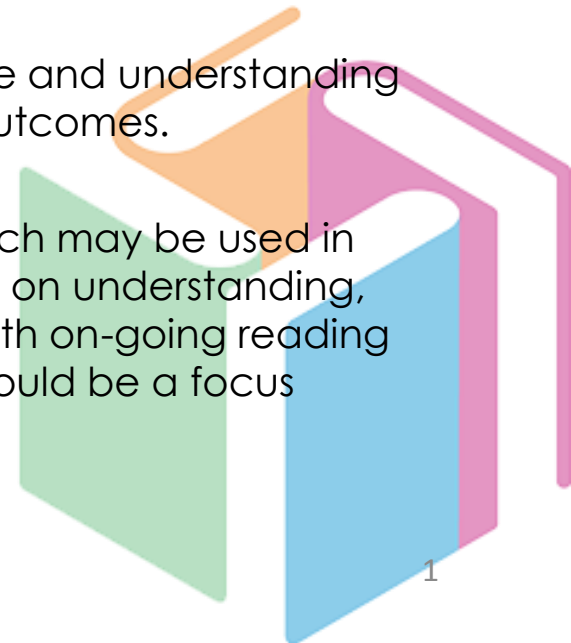 e and understanding
utcomes.
ch may be used in
on understanding,
th on-going reading
ould be a focus
1